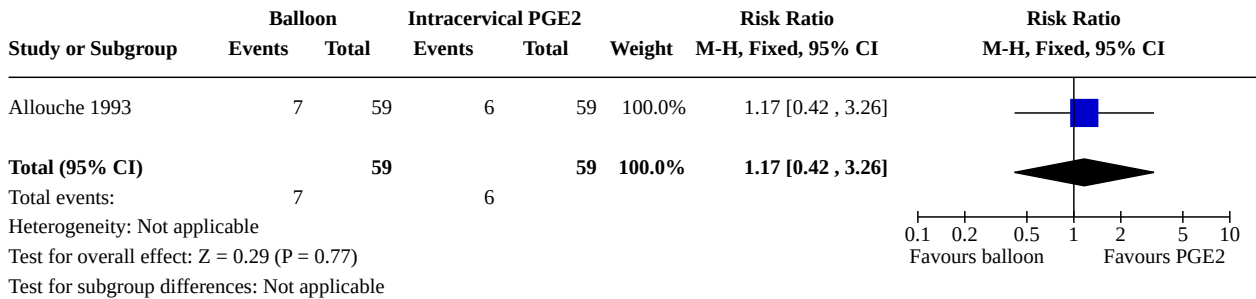 Balloon Intracervical PGE2 Risk Ratio Risk Ratio
Study or Subgroup Events Total Events Total Weight M-H, Fixed, 95% CI M-H, Fixed, 95% CI
Allouche 1993 7 59 6 59 100.0% 1.17 [0.42 , 3.26]
Total (95% CI) 59 59 100.0% 1.17 [0.42 , 3.26]
Total events: 7 6
Heterogeneity: Not applicable
0.1 0.2 0.5 1 2 5 10
Test for overall effect: Z = 0.29 (P = 0.77) Favours balloon Favours PGE2
Test for subgroup differences: Not applicable